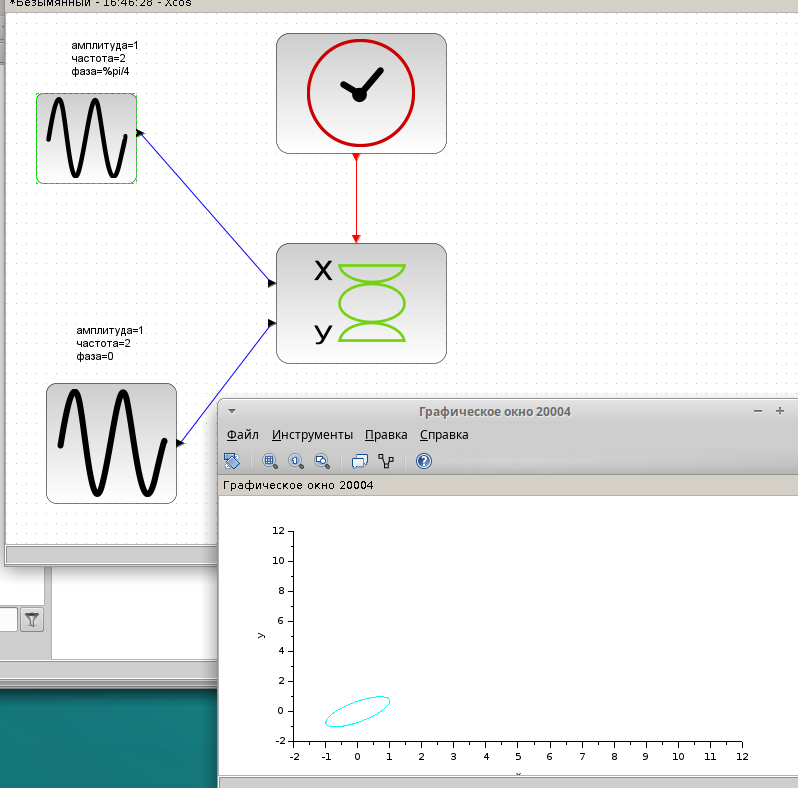 *Безымянный - 16:46:28 - Xcos
амплитуда=1
частота=2
фаза=%pi/4
X
У
амплитуда=1
частота=2
фаза=0
Графическое окно 20004
Файл Инструменты Правка Справка
Графическое окно 20004
12
10
8
6
4
2
0
-2
y
-2 -1 0 1 2 3 4 5 6 7 8 9 10 11 12